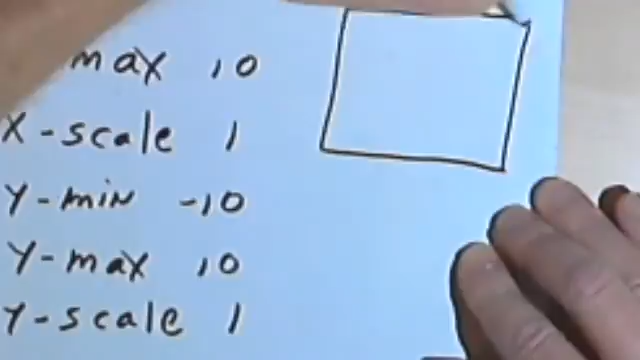 max 10
X-scale 1
Y-min -10
Y-max 10
Y-scale 1